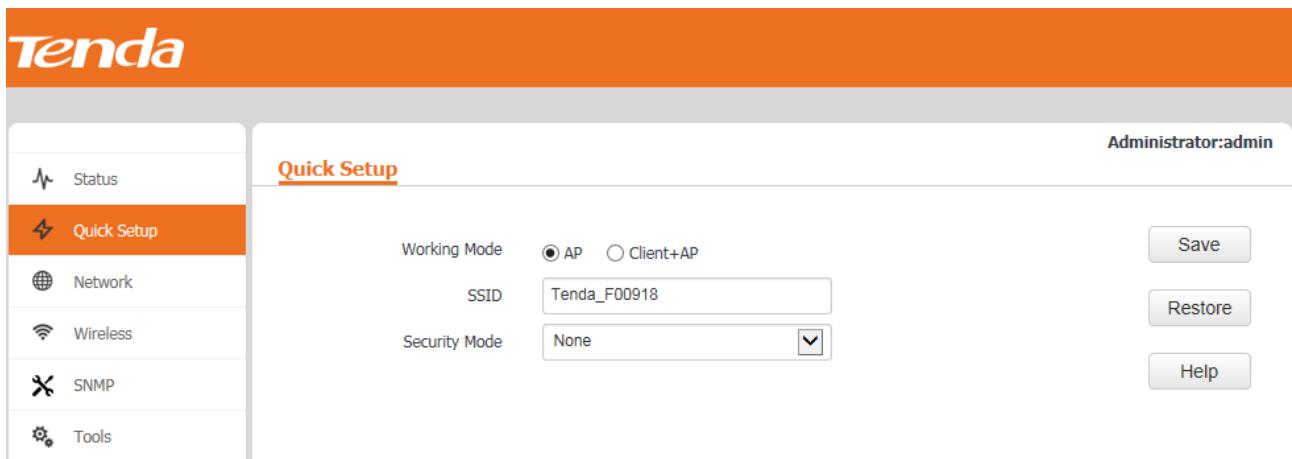 Tenda
Administrator:admin
Quick Setup
Status
Quick Setup
Network
Wireless
SNMP
Tools
Working Mode AP Client+AP
SSID Tenda_F00918
Security Mode None
Save
Restore
Help